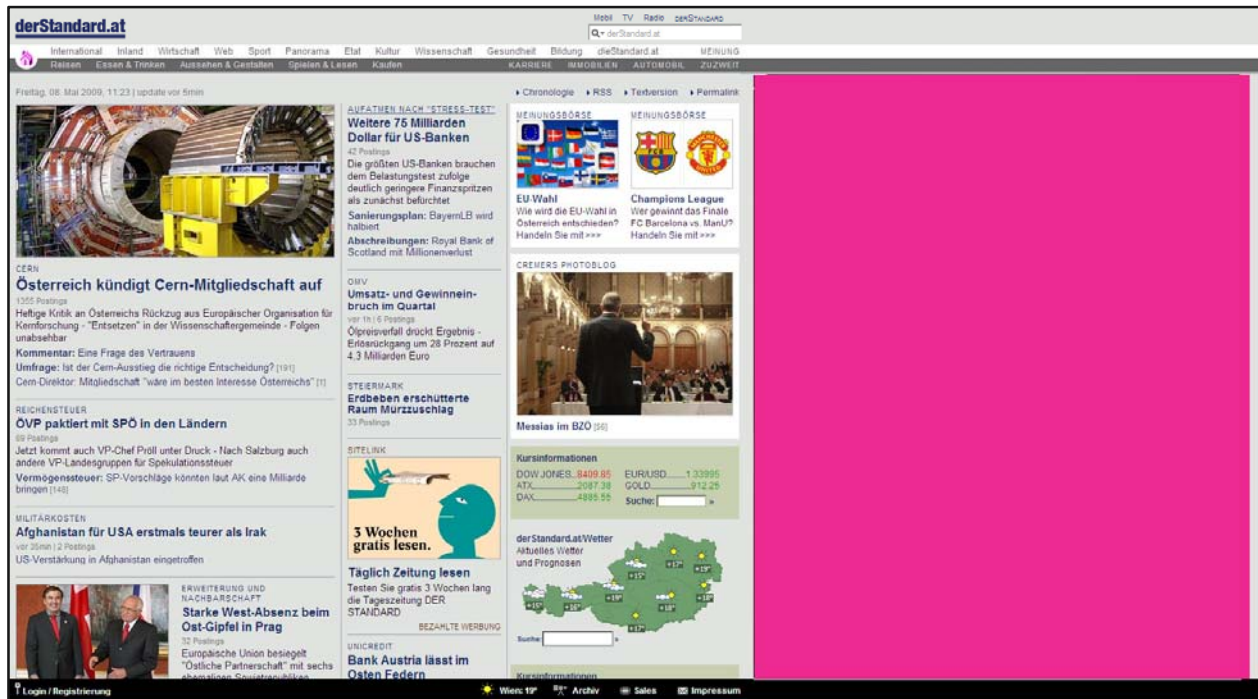 derStandard.at
Mobil TV Radio DERSTANDARD
derStandard.at
International Inland Wirtschaft Web Sport Panorama Etat Kultur Wissenschaft Gesundheit Bildung dieStandard.at MEINUNG
Reisen Essen & Trinken Aussehen & Gestalten Spielen & Lesen Kaufen KARRIERE IMMOBILIEN AUTOMOBIL ZUZWEIT
Freitag, 08. Mai 2009, 11:23 | update vor 5min
Chronologie RSS Textversion Permalink
CERN
Österreich kündigt Cern-Mitgliedschaft auf
1355 Postings
Heftige Kritik an Österreichs Rückzug aus Europäischer Organisation für
Kernforschung - "Entsetzen" in der Wissenschaftergemeinde - Folgen
unabsehbar
Kommentar: Eine Frage des Vertrauens
Umfrage: Ist der Cern-Ausstieg die richtige Entscheidung? [191]
Cern-Direktor: Mitgliedschaft "wäre im besten Interesse Österreichs" [1]
REICHENSTEUER
ÖVP paktiert mit SPÖ in den Ländern
69 Postings
Jetzt kommt auch VP-Chef Pröll unter Druck - Nach Salzburg auch
andere VP-Landesgruppen für Spekulationssteuer
Vermögenssteuer: SP-Vorschläge könnten laut AK eine Milliarde
bringen [148]
MILITÄRKOSTEN
Afghanistan für USA erstmals teurer als Irak
vor 35min | 2 Postings
US-Verstärkung in Afghanistan eingetroffen
ERWEITERUNG UND
NACHBARSCHAFT
Starke West-Absenz beim
Ost-Gipfel in Prag
32 Postings
Europäische Union besiegelt
"Östliche Partnerschaft" mit sechs
ehemaligen Sowjetrepubliken
AUFATMEN NACH "STRESS-TEST"
Weitere 75 Milliarden
Dollar für US-Banken
42 Postings
Die größten US-Banken brauchen
dem Belastungstest zufolge
deutlich geringere Finanzspritzen
als zunächst befürchtet
Sanierungsplan: BayernLB wird
halbiert
Abschreibungen: Royal Bank of
Scotland mit Millionenverlust
OMV
Umsatz- und Gewinnein-
bruch im Quartal
vor 1h | 6 Postings
Ölpreisverfall drückt Ergebnis -
Erlösrückgang um 28 Prozent auf
4,3 Milliarden Euro
STEIERMARK
Erdbeben erschütterte
Raum Mürzzuschlag
33 Postings
SITELINK
3 Wochen
gratis lesen.
Täglich Zeitung lesen
Testen Sie gratis 3 Wochen lang
die Tageszeitung DER
STANDARD
BEZAHLTE WERBUNG
UNICREDIT
Bank Austria lässt im
Osten Federn
MEINUNGSBÖRSE
EU-Wahl
Wie wird die EU-Wahl in
Österreich entschieden?
Handeln Sie mit >>>
MEINUNGSBÖRSE
Champions League
Wer gewinnt das Finale
FC Barcelona vs. ManU?
Handeln Sie mit >>>
CREMERS PHOTOBLOG
Messias im BZÖ [56]
Kursinformationen
DOW JONES 8409.85 EUR/USD 1.33995
ATX 2087.38 GOLD 912.25
DAX 4885.55 Suche: »
derStandard.at/Wetter
Aktuelles Wetter
und Prognosen
+15° +17° +19°
+15° +16° +19° +18° +18°
+17°
Suche: »
Kursinformationen
Login / Registrierung Wien: 19° Archiv Sales Impressum